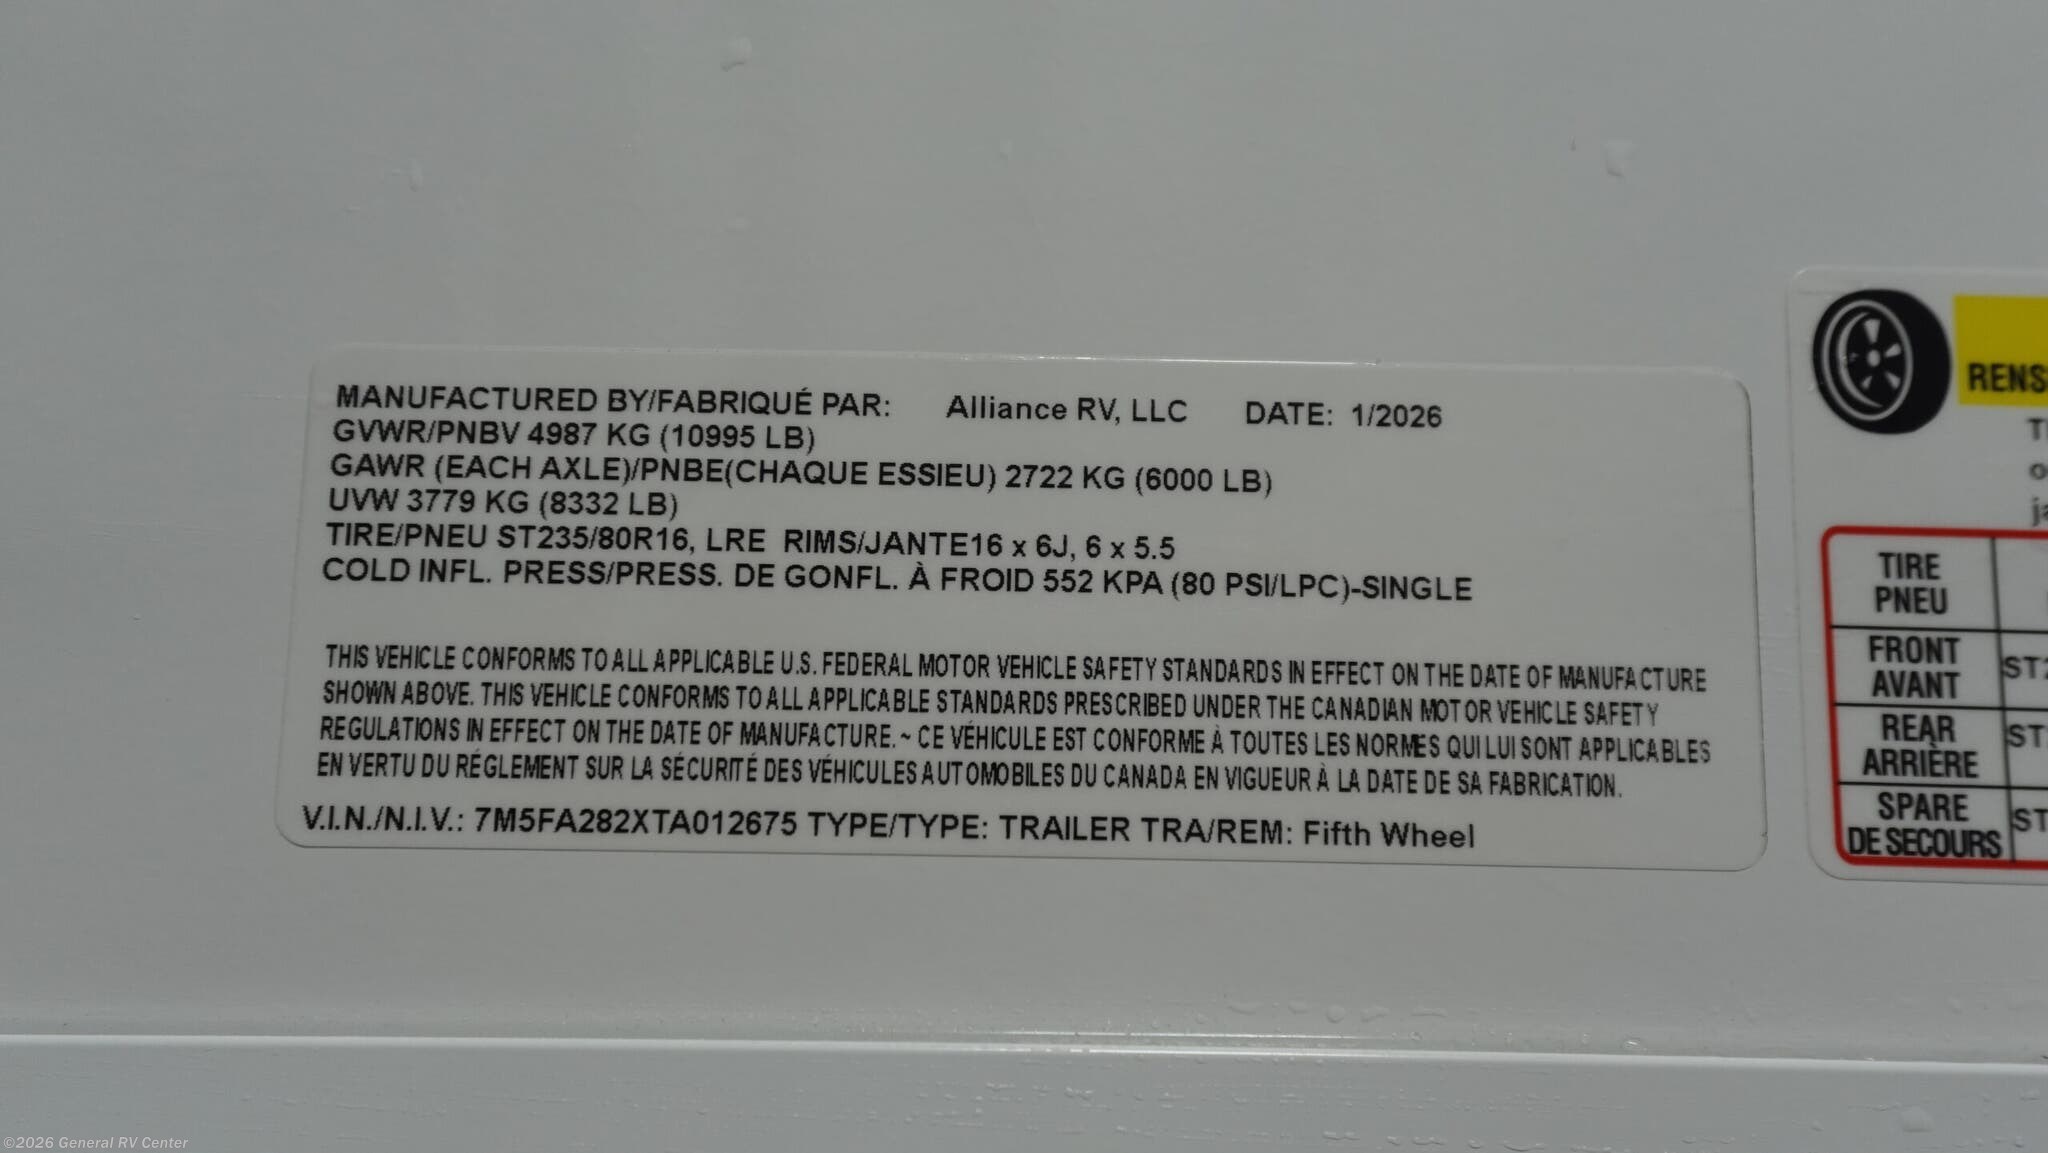 MANUFACTURED BY/FABRIQUÉ PAR: Alliance RV, LLC DATE: 1/2026
GVWR/PNBV 4987 KG (10995 LB)
GAWR (EACH AXLE)/PNBE(CHAQUE ESSIEU) 2722 KG (6000 LB)
UVW 3779 KG (8332 LB)
TIRE/PNEU ST235/80R16, LRE RIMS/JANTE16 x 6J, 6 x 5.5
COLD INFL. PRESS/PRESS. DE GONFL. À FROID 552 KPA (80 PSI/LPC)-SINGLE
THIS VEHICLE CONFORMS TO ALL APPLICABLE U.S. FEDERAL MOTOR VEHICLE SAFETY STANDARDS IN EFFECT ON THE DATE OF MANUFACTURE
SHOWN ABOVE. THIS VEHICLE CONFORMS TO ALL APPLICABLE STANDARDS PRESCRIBED UNDER THE CANADIAN MOTOR VEHICLE SAFETY
REGULATIONS IN EFFECT ON THE DATE OF MANUFACTURE. ~ CE VÉHICULE EST CONFORME À TOUTES LES NORMES QUI LUI SONT APPLICABLES
EN VERTU DU RÉGLEMENT SUR LA SÉCURITÉ DES VÉHICULES AUTOMOBILES DU CANADA EN VIGUEUR À LA DATE DE SA FABRICATION.
V.I.N./N.I.V.: 7M5FA282XTA012675 TYPE/TYPE: TRAILER TRA/REM: Fifth Wheel
RENS
TIRE
PNEU
FRONT
AVANT
ST2
REAR
ARRIÈRE
ST
SPARE
DE SECOURS
ST
©2026 General RV Center